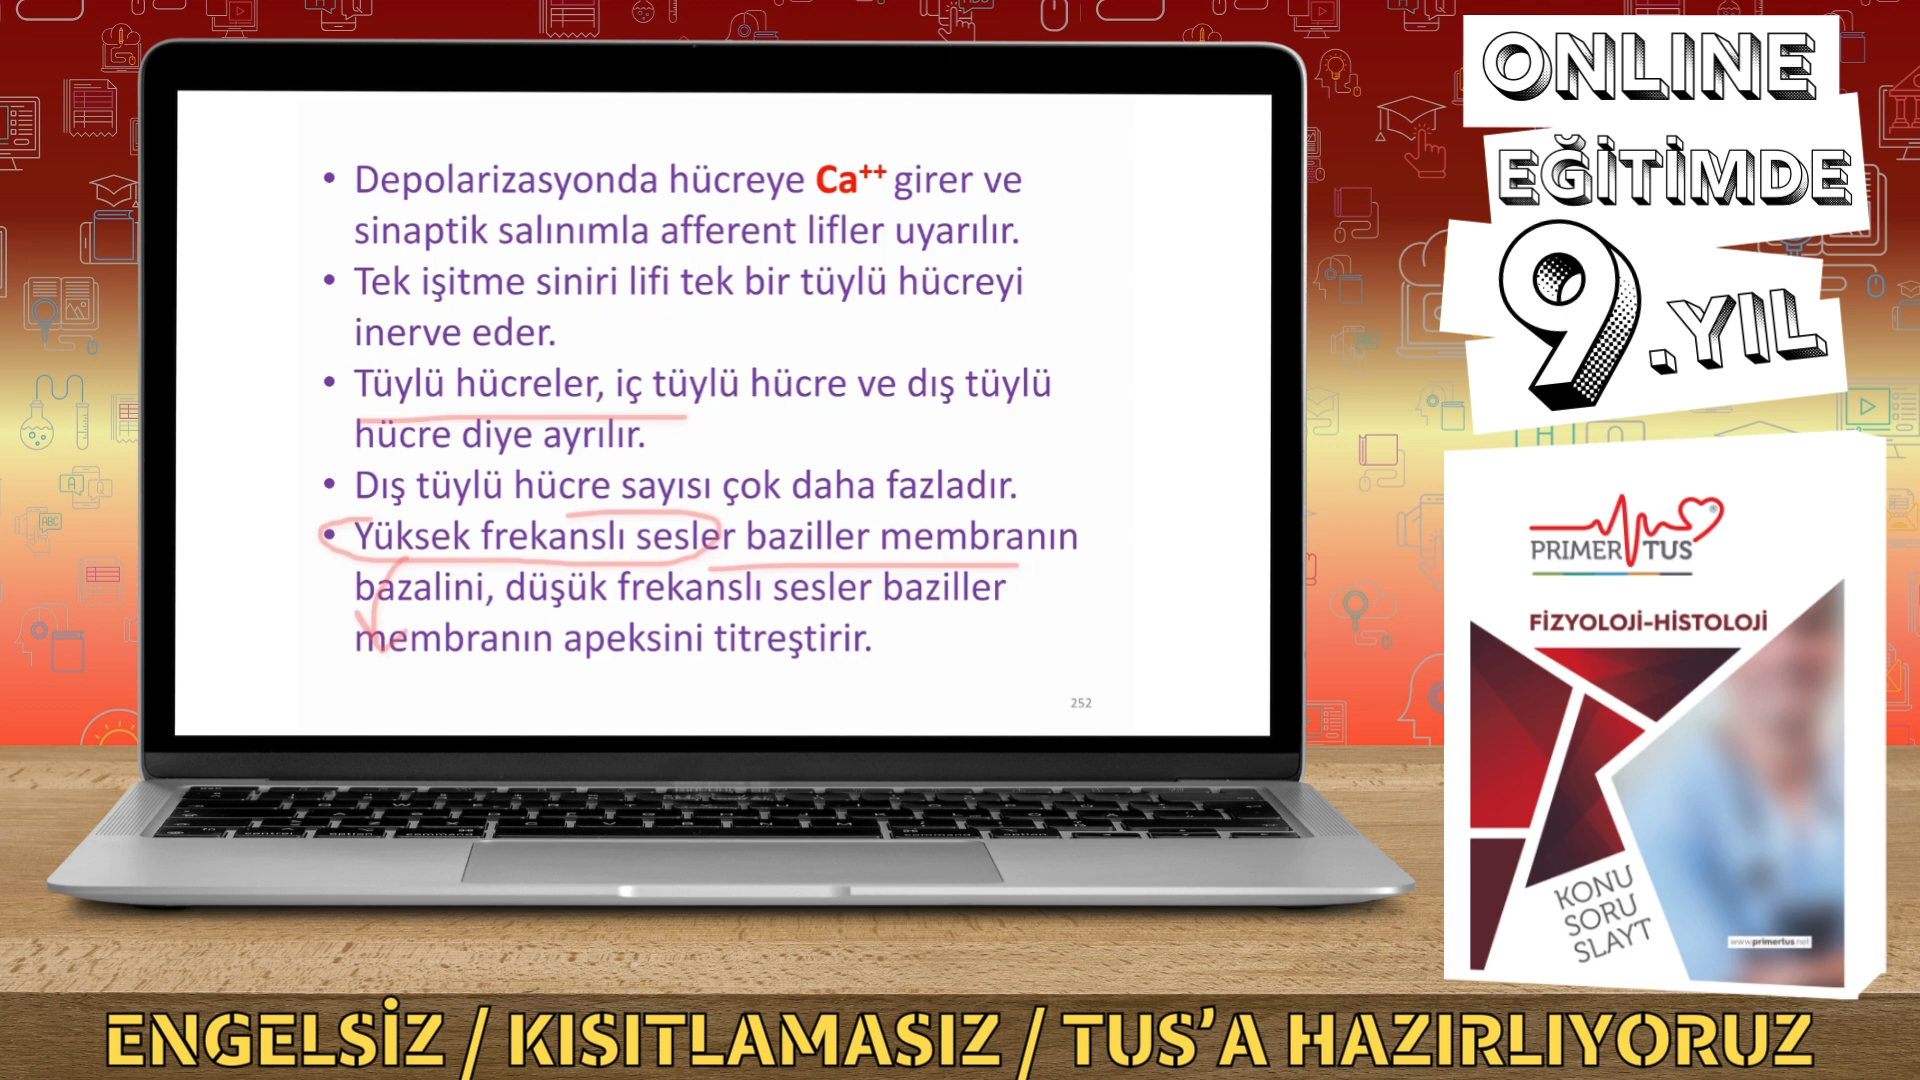 • Depolarizasyonda hücreye Ca⁺⁺ girer ve
sinaptik salınımla afferent lifler uyarılır.
• Tek işitme siniri lifi tek bir tüylü hücreyi
inerve eder.
• Tüylü hücreler, iç tüylü hücre ve dış tüylü
hücre diye ayrılır.
• Dış tüylü hücre sayısı çok daha fazladır.
• Yüksek frekanslı sesler baziller membranın
bazalini, düşük frekanslı sesler baziller
membranın apeksini titreştirir.
252
ONLINE
EĞİTİMDE
9.YIL
PRIMER TUS
®
FİZYOLOJİ-HİSTOLOJİ
KONU
SORU
SLAYT
www.primertus.net
ENGELSİZ / KISITLAMASIZ / TUS'A HAZIRLIYORUZ